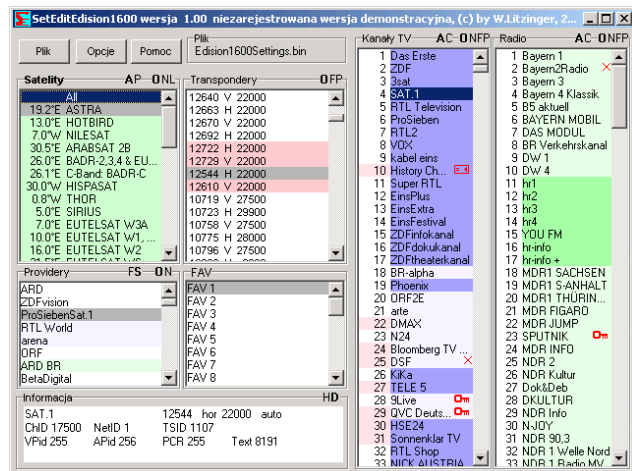 SetEditEdision1600 wersja 1.00 niezarejestrowana wersja demonstracyjna, (c) by W.Litzinger, 2...
Plik
Opcje
Pomoc
Plik
Edision1600Settings.bin
Satelity AP ONL
All
19.2°E ASTRA
13.0°E HOTBIRD
7.0°W NILESAT
30.5°E ARABSAT 2B
26.0°E BADR-2,3,4 & EU...
26.1°E C-Band: BADR-C
30.0°W HISPASAT
0.8°W THOR
5.0°E SIRIUS
7.0°E EUTELSAT W3A
10.0°E EUTELSAT W1, ...
16.0°E EUTELSAT W2
Transpondery OFP
12640 V 22000
12663 H 22000
12670 V 22000
12692 H 22000
12722 H 22000
12729 V 22000
12544 H 22000
12610 V 22000
10719 V 27500
10723 H 29900
10758 V 27500
10775 H 28000
10796 V 27500
Providery FS ON
ARD
ZDFvision
ProSiebenSat.1
RTL World
arena
ORF
ARD BR
BetaDigital
FAV
FAV 1
FAV 2
FAV 3
FAV 4
FAV 5
FAV 6
FAV 7
FAV 8
Informacja HD
SAT.1 12544 hor 22000 auto
ChID 17500 NetID 1 TSID 1107
VPid 255 APid 256 PCR 255 Text 8191
Kanały TV AC ONFP
1 Das Erste
2 ZDF
3 3sat
4 SAT.1
5 RTL Television
6 ProSieben
7 RTL2
8 VOX
9 kabel eins
10 History Ch...
11 Super RTL
12 EinsPlus
13 EinsExtra
14 EinsFestival
15 ZDFinfokanal
16 ZDFdokukanal
17 ZDFtheaterkanal
18 BR-alpha
19 Phoenix
20 ORF2E
21 arte
22 DMAX
23 N24
24 Bloomberg TV ...
25 DSF
26 KiKa
27 TELE 5
28 9Live
29 QVC Deuts...
30 HSE24
31 Sonnenklar TV
32 RTL Shop
33 NICK AUSTRIA
Radio AC ONFP
1 Bayern 1
2 Bayern2Radio
3 Bayern 3
4 Bayern 4 Klassik
5 B5 aktuell
6 BAYERN MOBIL
7 DAS MODUL
8 BR Verkehrskanal
9 DW 1
10 DW 4
11 hr1
12 hr2
13 hr3
14 hr4
15 YOU FM
16 hr-info
17 hr-info +
18 MDR1 SACHSEN
19 MDR1 S-ANHALT
20 MDR1 THÜRIN...
21 MDR FIGARO
22 MDR JUMP
23 SPUTNIK
24 MDR INFO
25 NDR 2
26 NDR Kultur
27 Dok&Deb
28 DKULTUR
29 NDR Info
30 N-JOY
31 NDR 90,3
32 NDR 1 Welle Nord
33 NDR 1 Radio MV